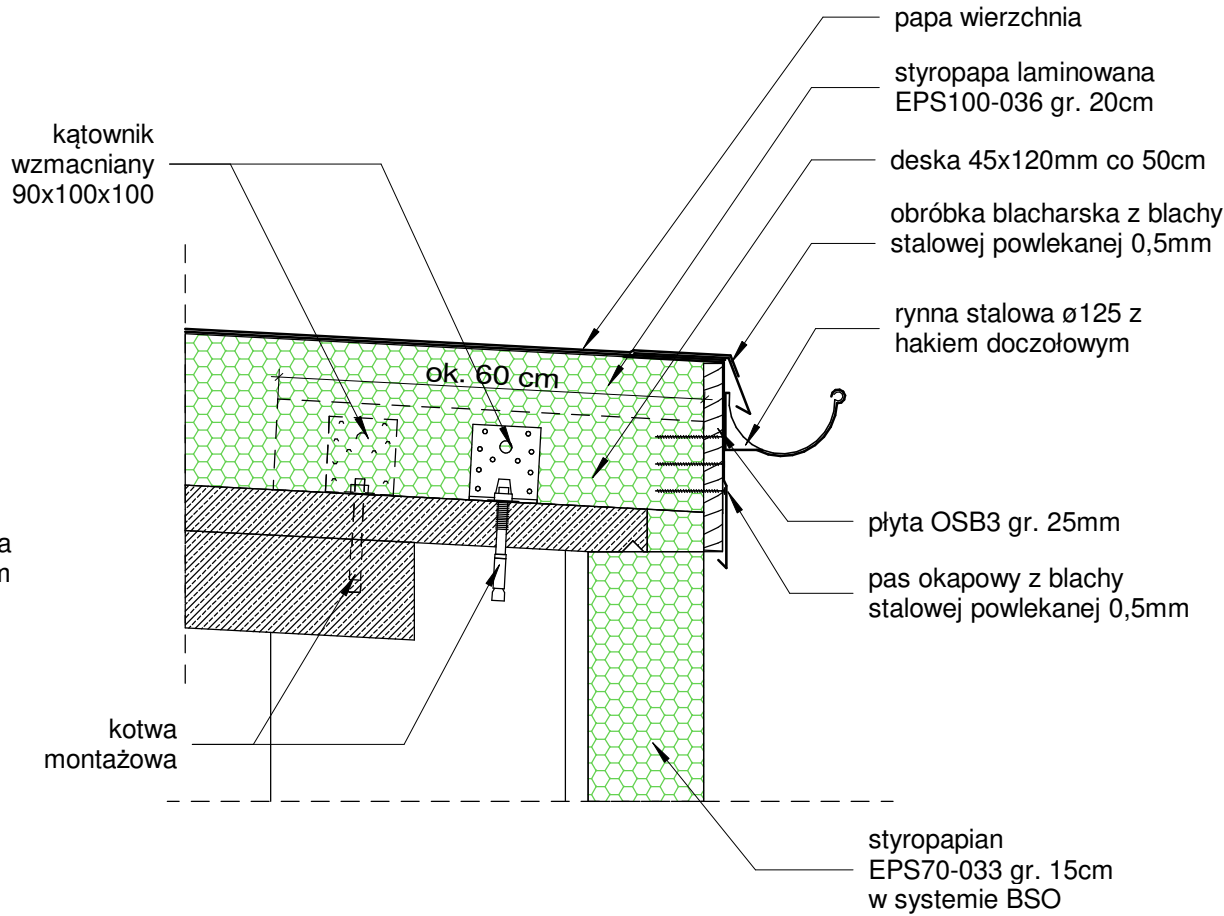 papa wierzchnia
styropapa laminowana
EPS100-036 gr. 20cm
kątownik
wzmacniany
90x100x100
deska 45x120mm co 50cm
obróbka blacharska z blachy
stalowej powlekanej 0,5mm
rynna stalowa ø125 z
hakiem doczołowym
ok. 60 cm
płyta OSB3 gr. 25mm
a
m
pas okapowy z blachy
stalowej powlekanej 0,5mm
kotwa
montażowa
styropapian
EPS70-033 gr. 15cm
w systemie BSO